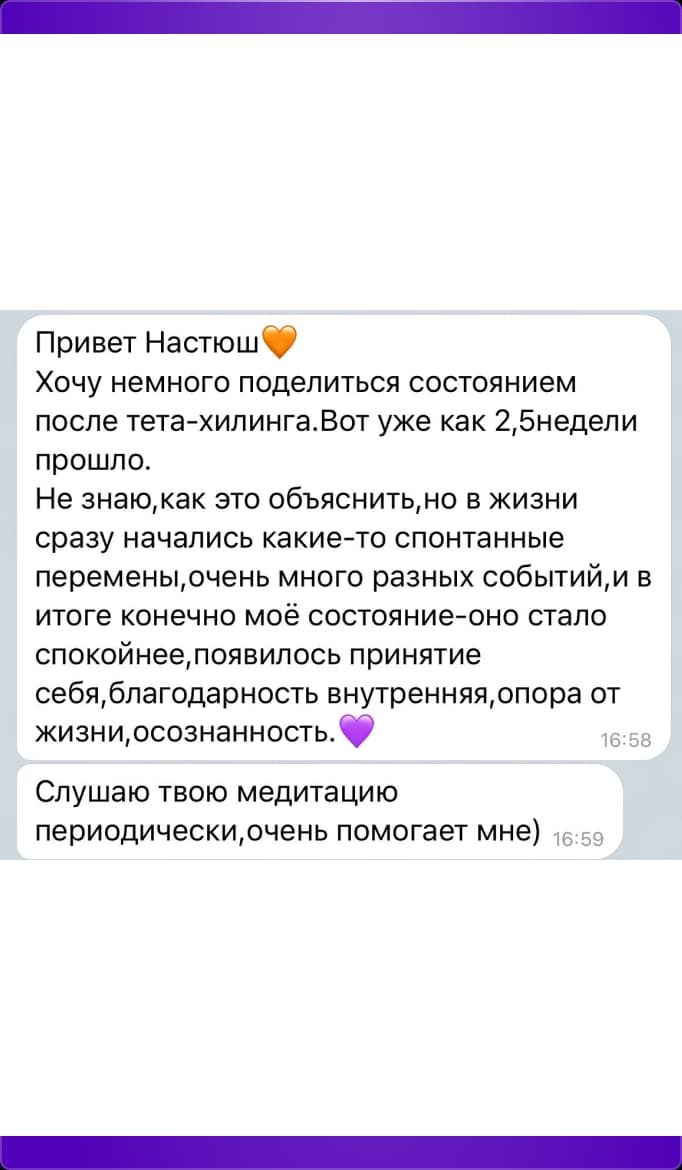 Привет Настюш🧡
Хочу немного поделиться состоянием
после тета-хилинга.Вот уже как 2,5недели
прошло.
Не знаю,как это объяснить,но в жизни
сразу начались какие-то спонтанные
перемены,очень много разных событий,и в
итоге конечно моё состояние-оно стало
спокойнее,появилось принятие
себя,благодарность внутренняя,опора от
жизни,осознанность.💜
16:58
Слушаю твою медитацию
периодически,очень помогает мне)
16:59